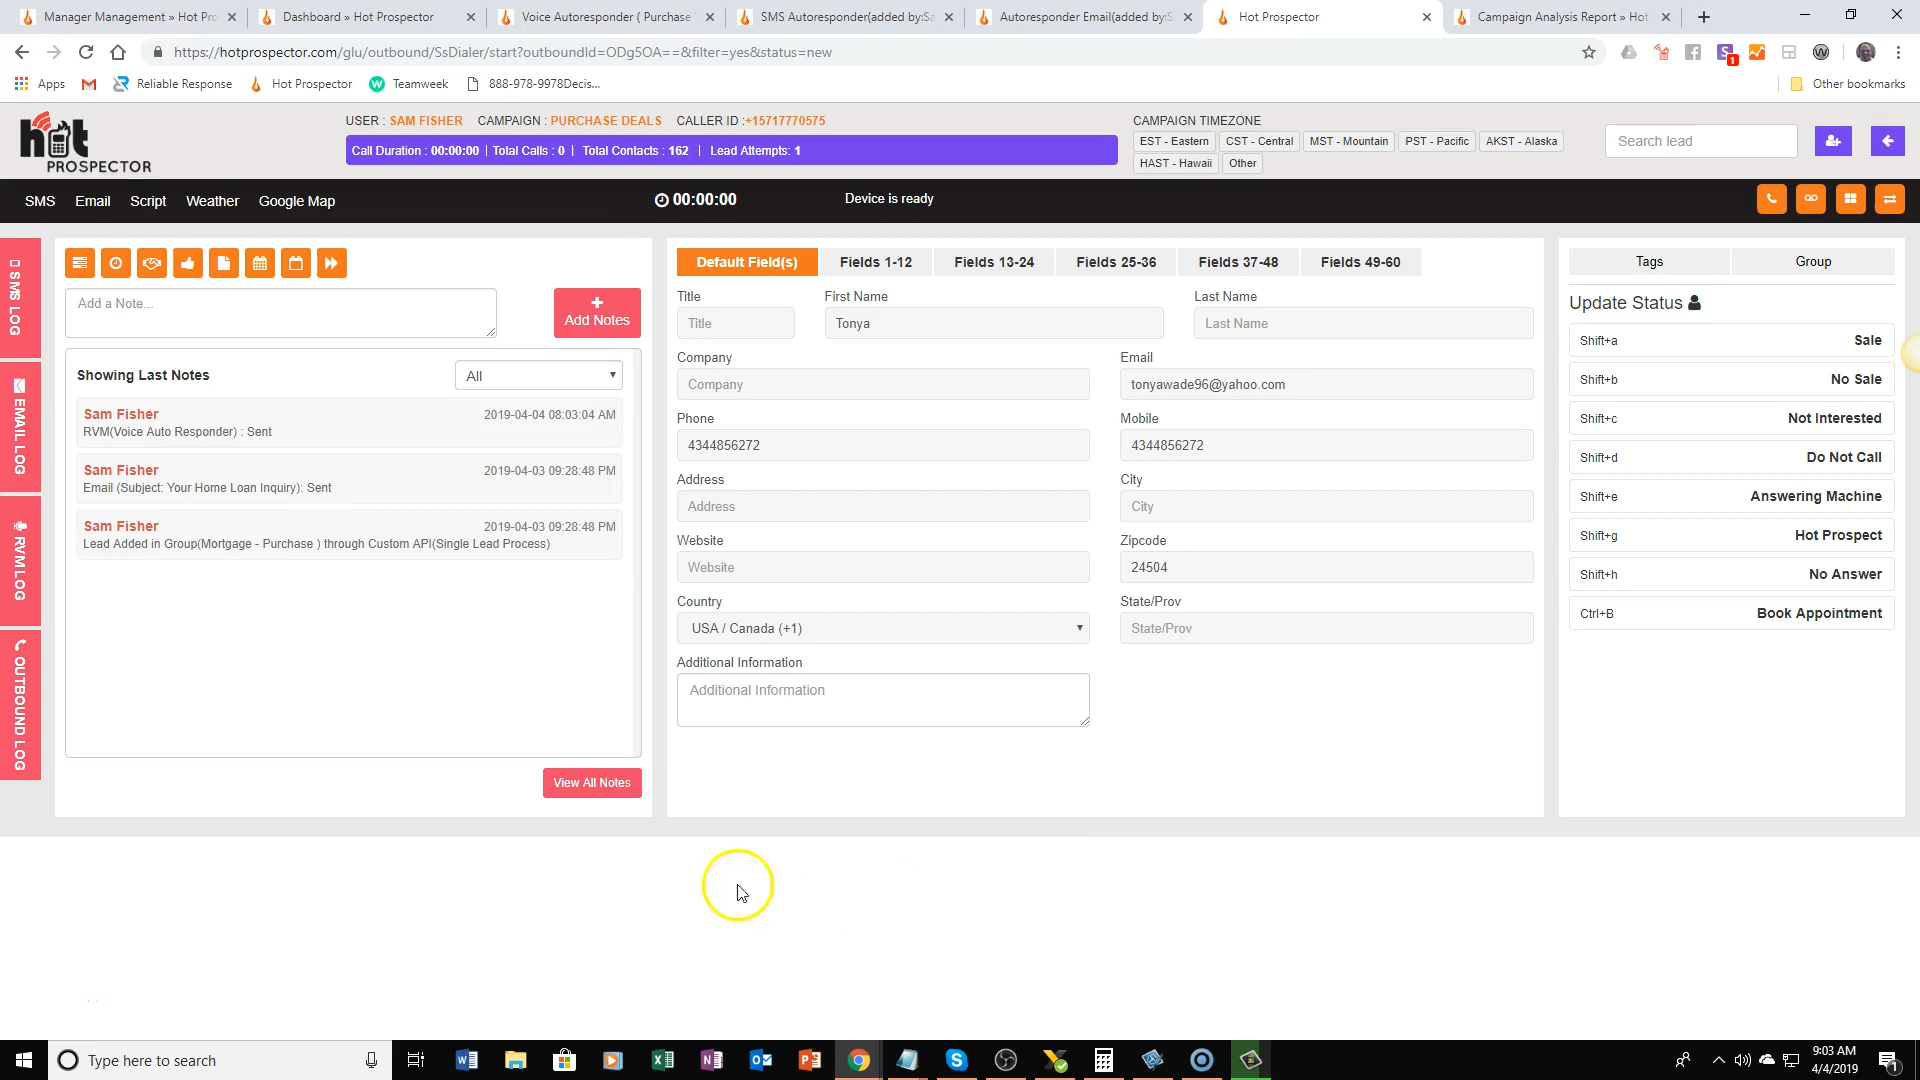 Manager Management » Hot Pro
Dashboard » Hot Prospector
Voice Autoresponder ( Purchase
SMS Autoresponder(added by:Sa
Autoresponder Email(added by:S
Hot Prospector
Campaign Analysis Report » Hot
https://hotprospector.com/glu/outbound/SsDialer/start?outboundId=ODg5OA==&filter=yes&status=new
Apps
Reliable Response
Hot Prospector
Teamweek
888-978-9978Decis...
Other bookmarks
hot
PROSPECTOR
USER : SAM FISHER CAMPAIGN : PURCHASE DEALS CALLER ID :+15717770575
Call Duration : 00:00:00 | Total Calls : 0 | Total Contacts : 162 | Lead Attempts: 1
CAMPAIGN TIMEZONE
EST - Eastern
CST - Central
MST - Mountain
PST - Pacific
AKST - Alaska
HAST - Hawaii
Other
Search lead
SMS
Email
Script
Weather
Google Map
00:00:00
Device is ready
SMS LOG
EMAIL LOG
RVM LOG
OUTBOUND LOG
Add a Note...
+
Add Notes
Showing Last Notes
All
Sam Fisher 2019-04-04 08:03:04 AM
RVM(Voice Auto Responder) : Sent
Sam Fisher 2019-04-03 09:28:48 PM
Email (Subject: Your Home Loan Inquiry): Sent
Sam Fisher 2019-04-03 09:28:48 PM
Lead Added in Group(Mortgage - Purchase ) through Custom API(Single Lead Process)
View All Notes
Default Field(s)
Fields 1-12
Fields 13-24
Fields 25-36
Fields 37-48
Fields 49-60
Title
First Name
Last Name
Title
Tonya
Last Name
Company
Email
Company
tonyawade96@yahoo.com
Phone
Mobile
4344856272
4344856272
Address
City
Address
City
Website
Zipcode
Website
24504
Country
State/Prov
USA / Canada (+1)
State/Prov
Additional Information
Additional Information
Tags
Group
Update Status
Shift+a Sale
Shift+b No Sale
Shift+c Not Interested
Shift+d Do Not Call
Shift+e Answering Machine
Shift+g Hot Prospect
Shift+h No Answer
Ctrl+B Book Appointment
Type here to search
9:03 AM
4/4/2019
1